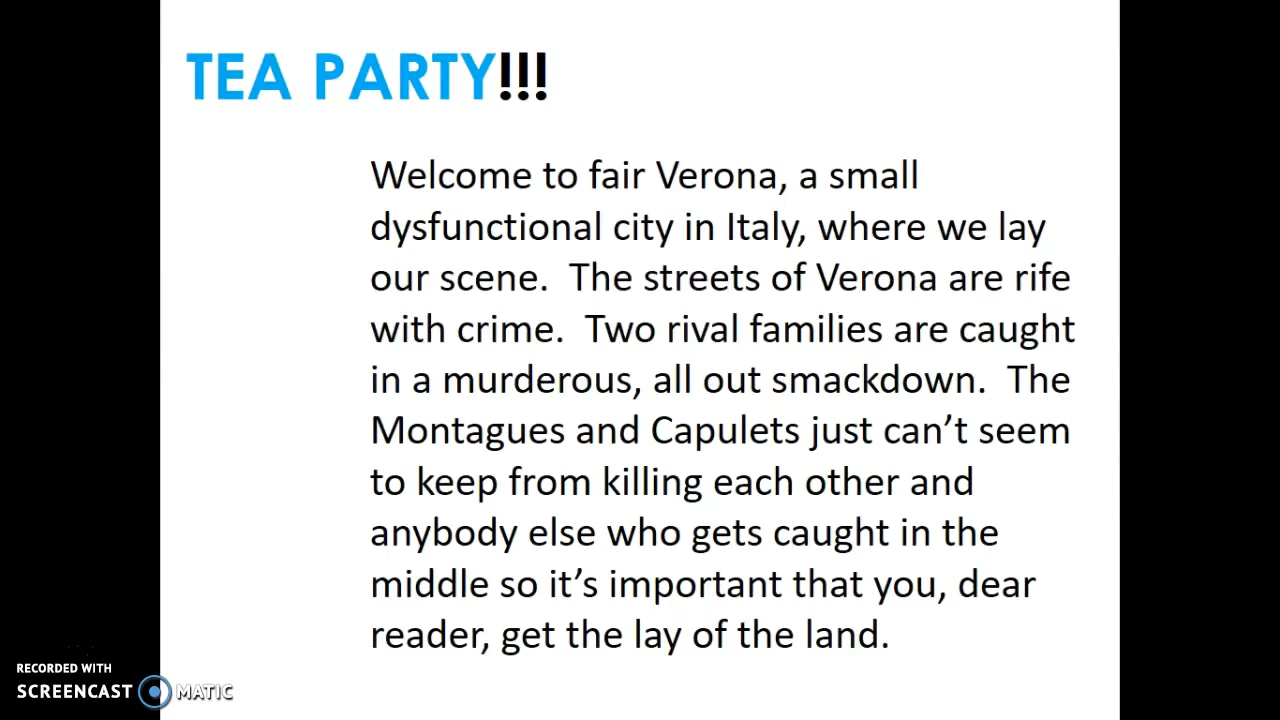 TEA PARTY!!!
Welcome to fair Verona, a small
dysfunctional city in Italy, where we lay
our scene.  The streets of Verona are rife
with crime.  Two rival families are caught
in a murderous, all out smackdown.  The
Montagues and Capulets just can’t seem
to keep from killing each other and
anybody else who gets caught in the
middle so it’s important that you, dear
reader, get the lay of the land.
RECORDED WITH
SCREENCAST MATIC